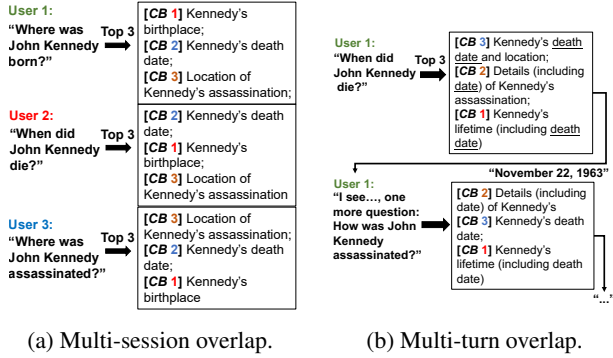 User 1:
“Where was
John Kennedy
born?”
Top 3
[CB 1] Kennedy’s
birthplace;
[CB 2] Kennedy’s death
date;
[CB 3] Location of
Kennedy’s assassination;
User 2:
“When did
John Kennedy
die?”
Top 3
[CB 2] Kennedy’s death
date;
[CB 1] Kennedy’s
birthplace;
[CB 3] Location of
Kennedy’s assassination
User 3:
“Where was
John Kennedy
assassinated?”
Top 3
[CB 3] Location of
Kennedy’s assassination;
[CB 2] Kennedy’s death
date;
[CB 1] Kennedy’s
birthplace
(a) Multi-session overlap.
User 1:
“When did
John Kennedy
die?”
Top 3
[CB 3] Kennedy’s death
date and location;
[CB 2] Details (including
date) of Kennedy’s
assassination;
[CB 1] Kennedy’s
lifetime (including death
date)
“November 22, 1963”
User 1:
“I see…, one
more question:
How was John
Kennedy
assassinated?”
[CB 2] Details (including
date) of Kennedy’s
[CB 3] Kennedy’s death
date;
[CB 1] Kennedy’s
lifetime (including death
date)
“...”
(b) Multi-turn overlap.